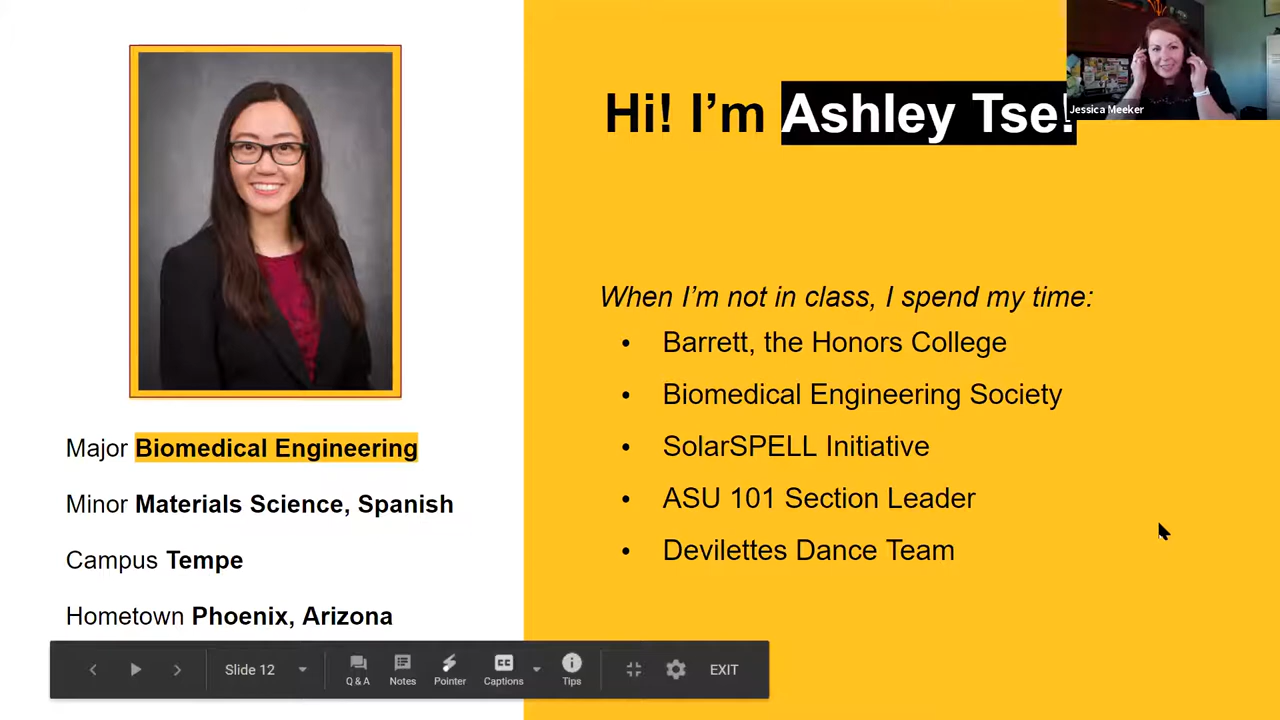 Hi! I’m Ashley Tse!
Jessica Meeker
When I’m not in class, I spend my time:
• Barrett, the Honors College
• Biomedical Engineering Society
• SolarSPELL Initiative
• ASU 101 Section Leader
• Devilettes Dance Team
Major Biomedical Engineering
Minor Materials Science, Spanish
Campus Tempe
Hometown Phoenix, Arizona
Slide 12
Q & A
Notes
Pointer
CC
Captions
Tips
EXIT